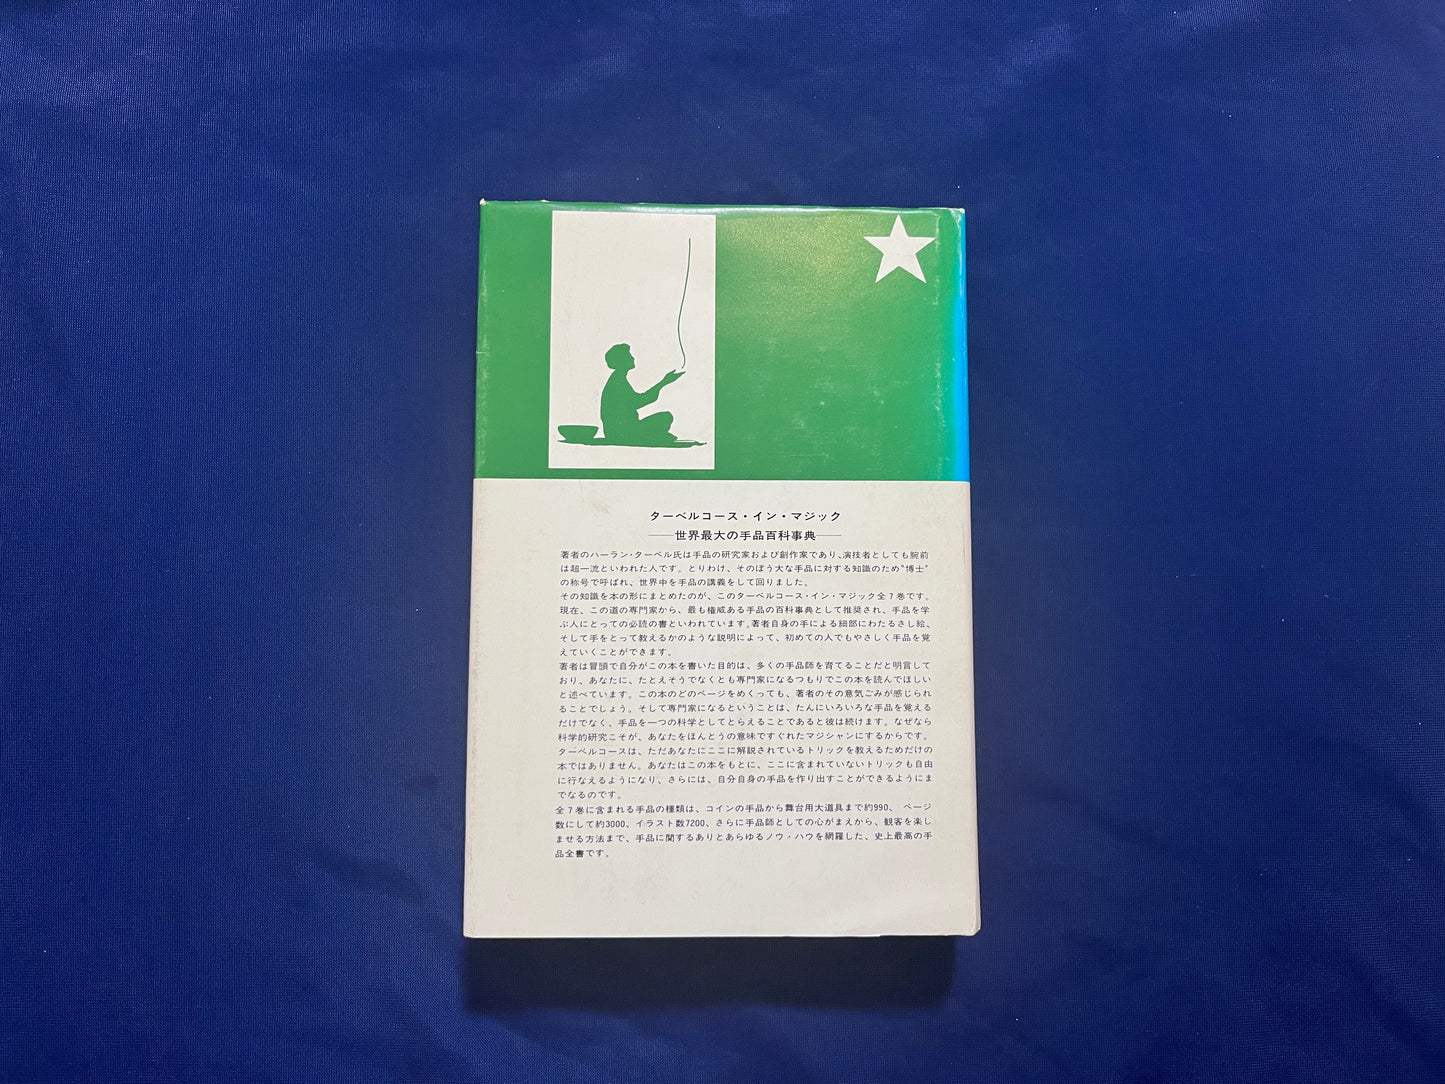 ターベルコース・イン・マジック
――世界最大の手品百科事典――
著者のハーラン・ターベル氏は手品の研究家および創作家であり、演技者としても腕前
は超一流といわれた人です。とりわけ、そのぼう大な手品に対する知識のため“博士”
の称号で呼ばれ、世界中を手品の講義をして回りました。
その知識を本の形にまとめたのが、このターベルコース・イン・マジック全7巻です。
現在、この道の専門家から、最も権威ある手品の百科事典として推奨され、手品を学
ぶ人にとっての必読の書といわれています。著者自身の手による細部にわたるさし絵、
そして手をとって教えるかのような説明によって、初めての人でもやさしく手品を覚
えていくことができます。
著者は冒頭で自分がこの本を書いた目的は、多くの手品師を育てることだと明言して
おり、あなたに、たとえそうでなくとも専門家になるつもりでこの本を読んでほしい
と述べています。この本のどのページをめくっても、著者のその意気ごみが感じられ
ることでしょう。そして専門家になるということは、たんにいろいろな手品を覚える
だけでなく、手品を一つの科学としてとらえることであると彼は続けます。なぜなら
科学的研究こそが、あなたをほんとうの意味ですぐれたマジシャンにするからです。
ターベルコースは、ただあなたにここに解説されているトリックを教えるためだけの
本ではありません。あなたはこの本をもとに、ここに含まれていないトリックも自由
に行なえるようになり、さらには、自分自身の手品を作り出すことができるようにま
でなるのです。
全7巻に含まれる手品の種類は、コインの手品から舞台用大道具まで約990、ページ
数にして約3000、イラスト数7200、さらに手品師としての心がまえから、観客を楽し
ませる方法まで、手品に関するありとあらゆるノウ・ハウを網羅した、史上最高の手
品全書です。